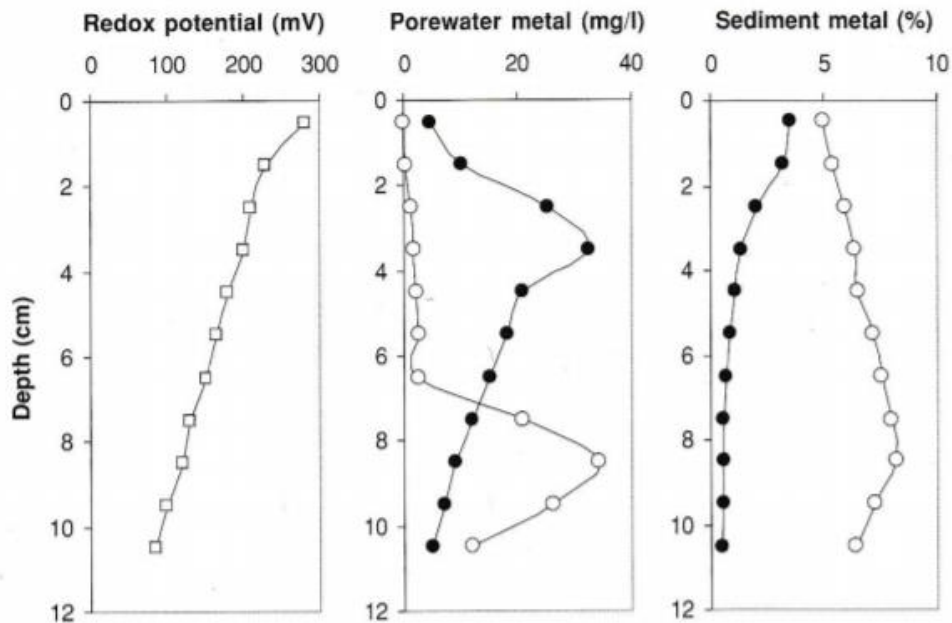 Redox potential (mV) Porewater metal (mg/l) Sediment metal (%)
0 100 200 300 0 20 40 0 5 10
0 0 0
2 2 2
4 4 4
Depth (cm)
6 6 6
8 8 8
10 10 10
12 12 12